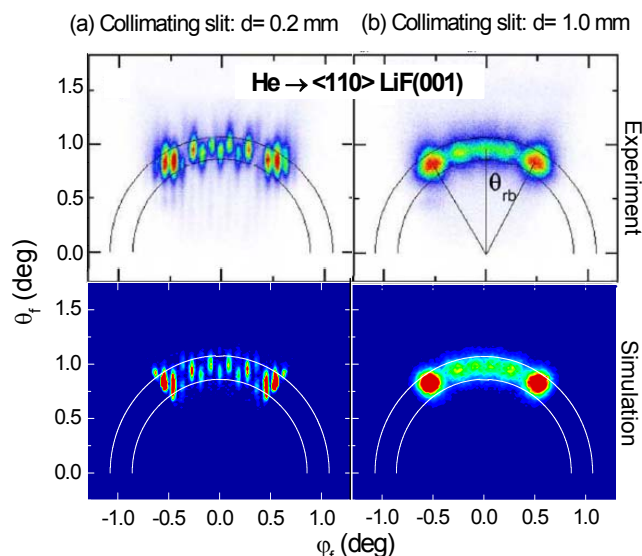 (a) Collimating slit: d= 0.2 mm (b) Collimating slit: d= 1.0 mm
He → <110> LiF(001)
1.5
1.0
0.5
0.0
θrb
Experiment
θf (deg)
1.5
1.0
0.5
0.0
Simulation
-1.0 -0.5 0.0 0.5 1.0 -1.0 -0.5 0.0 0.5 1.0
φf (deg)